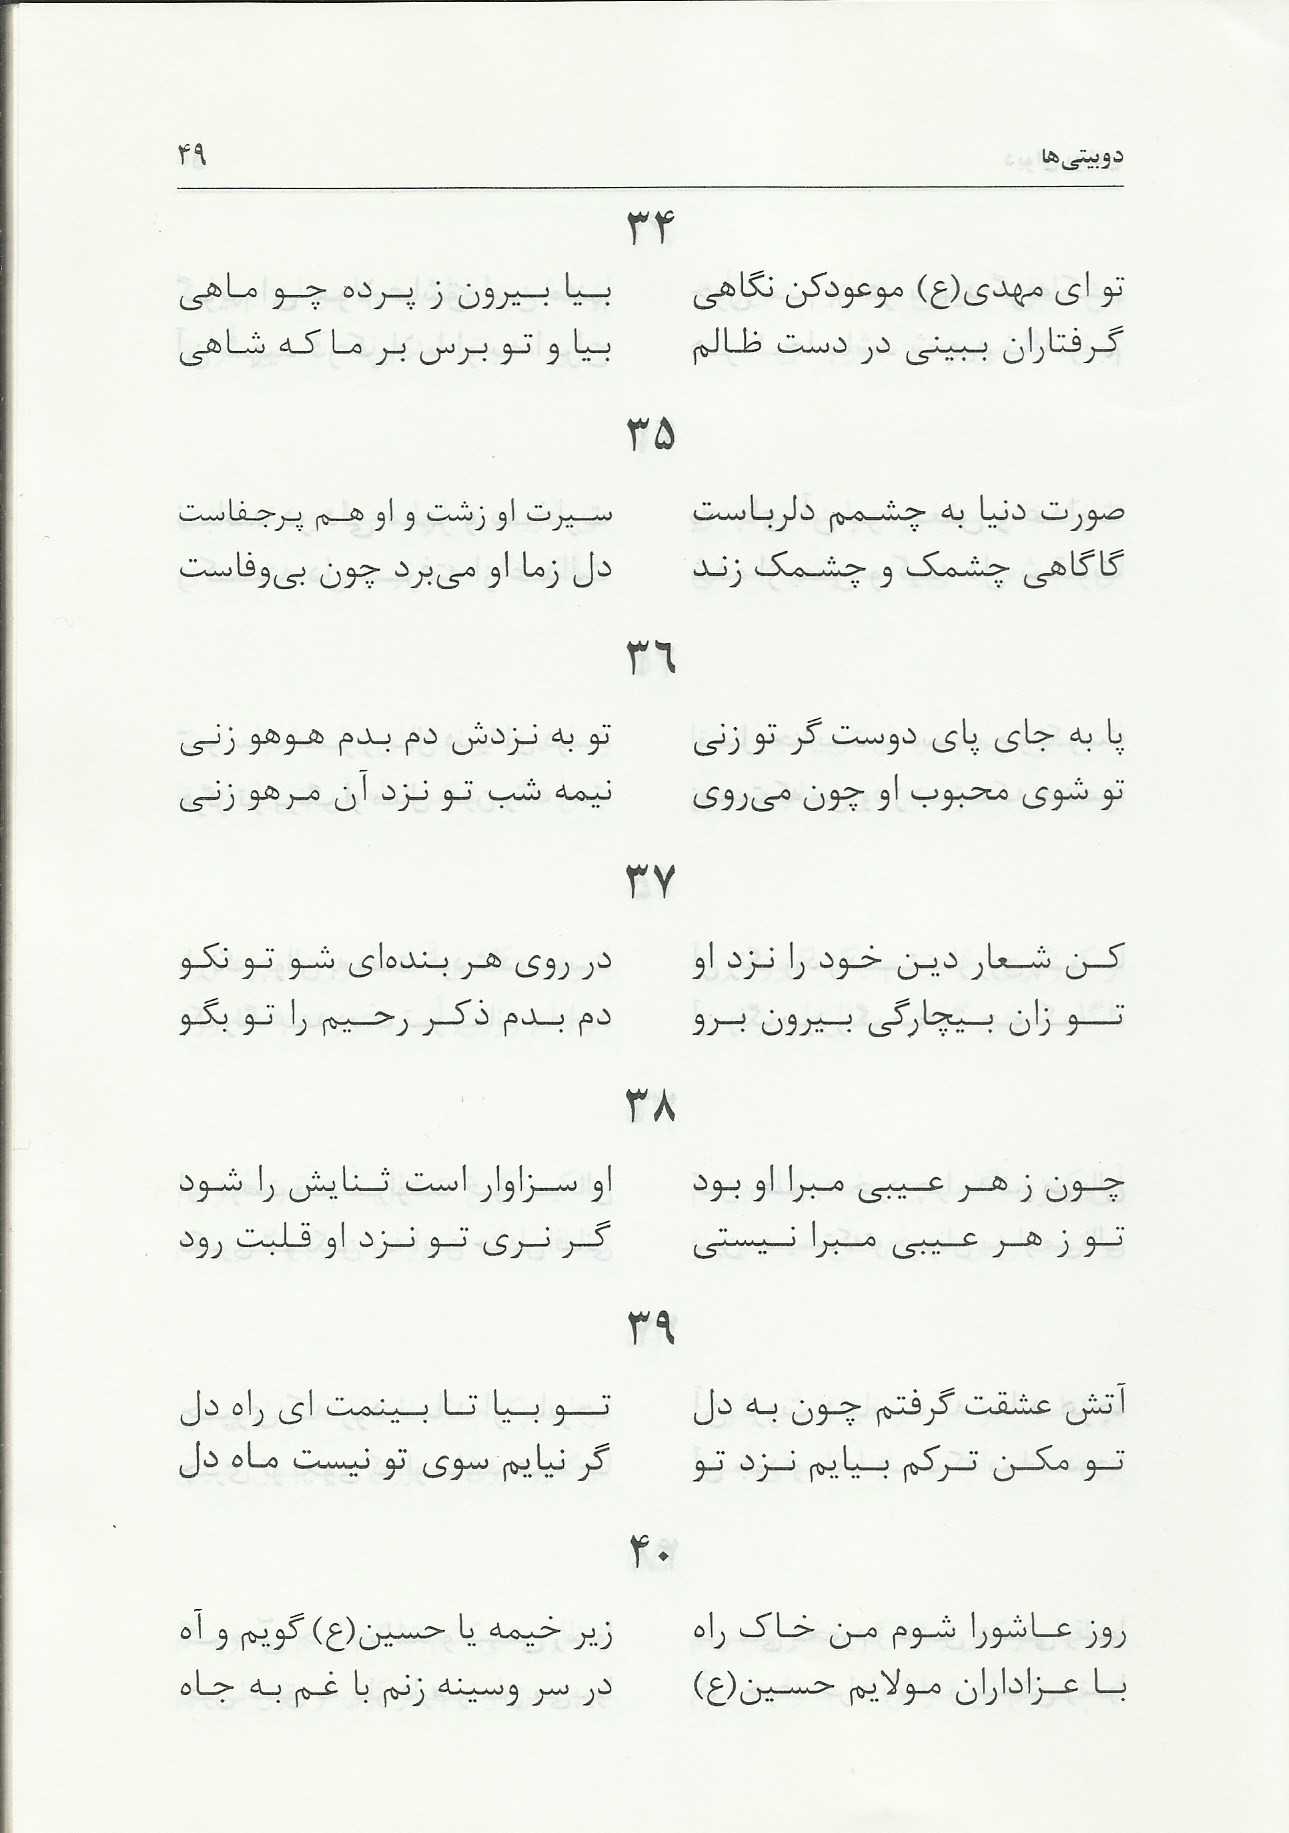 دوبیتی‌ها ۴۹
۳۴
تو ای مهدی(ع) موعودکن نگاهی بیا بیرون ز پرده چو ماهی
گرفتاران ببینی در دست ظالم بیا و تو برس بر ما که شاهی
۳۵
صورت دنیا به چشمم دلرباست سیرت او زشت و او هم پرجفاست
گاگاهی چشمک و چشمک زند دل زما او می‌برد چون بی‌وفاست
۳۶
پا به جای پای دوست گر تو زنی تو به نزدش دم بدم هوهو زنی
تو شوی محبوب او چون می‌روی نیمه شب تو نزد آن مرهو زنی
۳۷
کن شعار دین خود را نزد او در روی هر بنده‌ای شو تو نکو
تو زان بیچارگی بیرون برو دم بدم ذکر رحیم را تو بگو
۳۸
چون ز هر عیبی مبرا او بود او سزاوار است ثنایش را شود
تو ز هر عیبی مبرا نیستی گر نری تو نزد او قلبت رود
۳۹
آتش عشقت گرفتم چون به دل تو بیا تا بینمت ای راه دل
تو مکن ترکم بیایم نزد تو گر نیایم سوی تو نیست ماه دل
۴۰
روز عاشورا شوم من خاک راه زیر خیمه یا حسین(ع) گویم و آه
با عزاداران مولایم حسین(ع) در سر وسینه زنم با غم به جاه